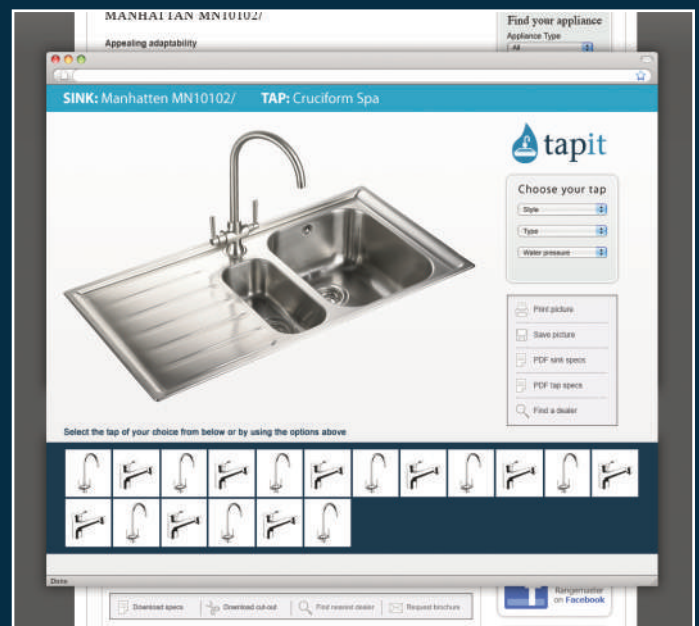 MANHATTAN MN10102/
Appealing adaptability
Find your appliance
Appliance Type
All
SINK: Manhatten MN10102/ TAP: Cruciform Spa
tapit
Choose your tap
Style
Type
Water pressure
Print picture
Save picture
PDF sink specs
PDF tap specs
Find a dealer
Select the tap of your choice from below or by using the options above
Done
Download specs
Download cut-out
Find nearest dealer
Request brochure
Rangemaster
on Facebook